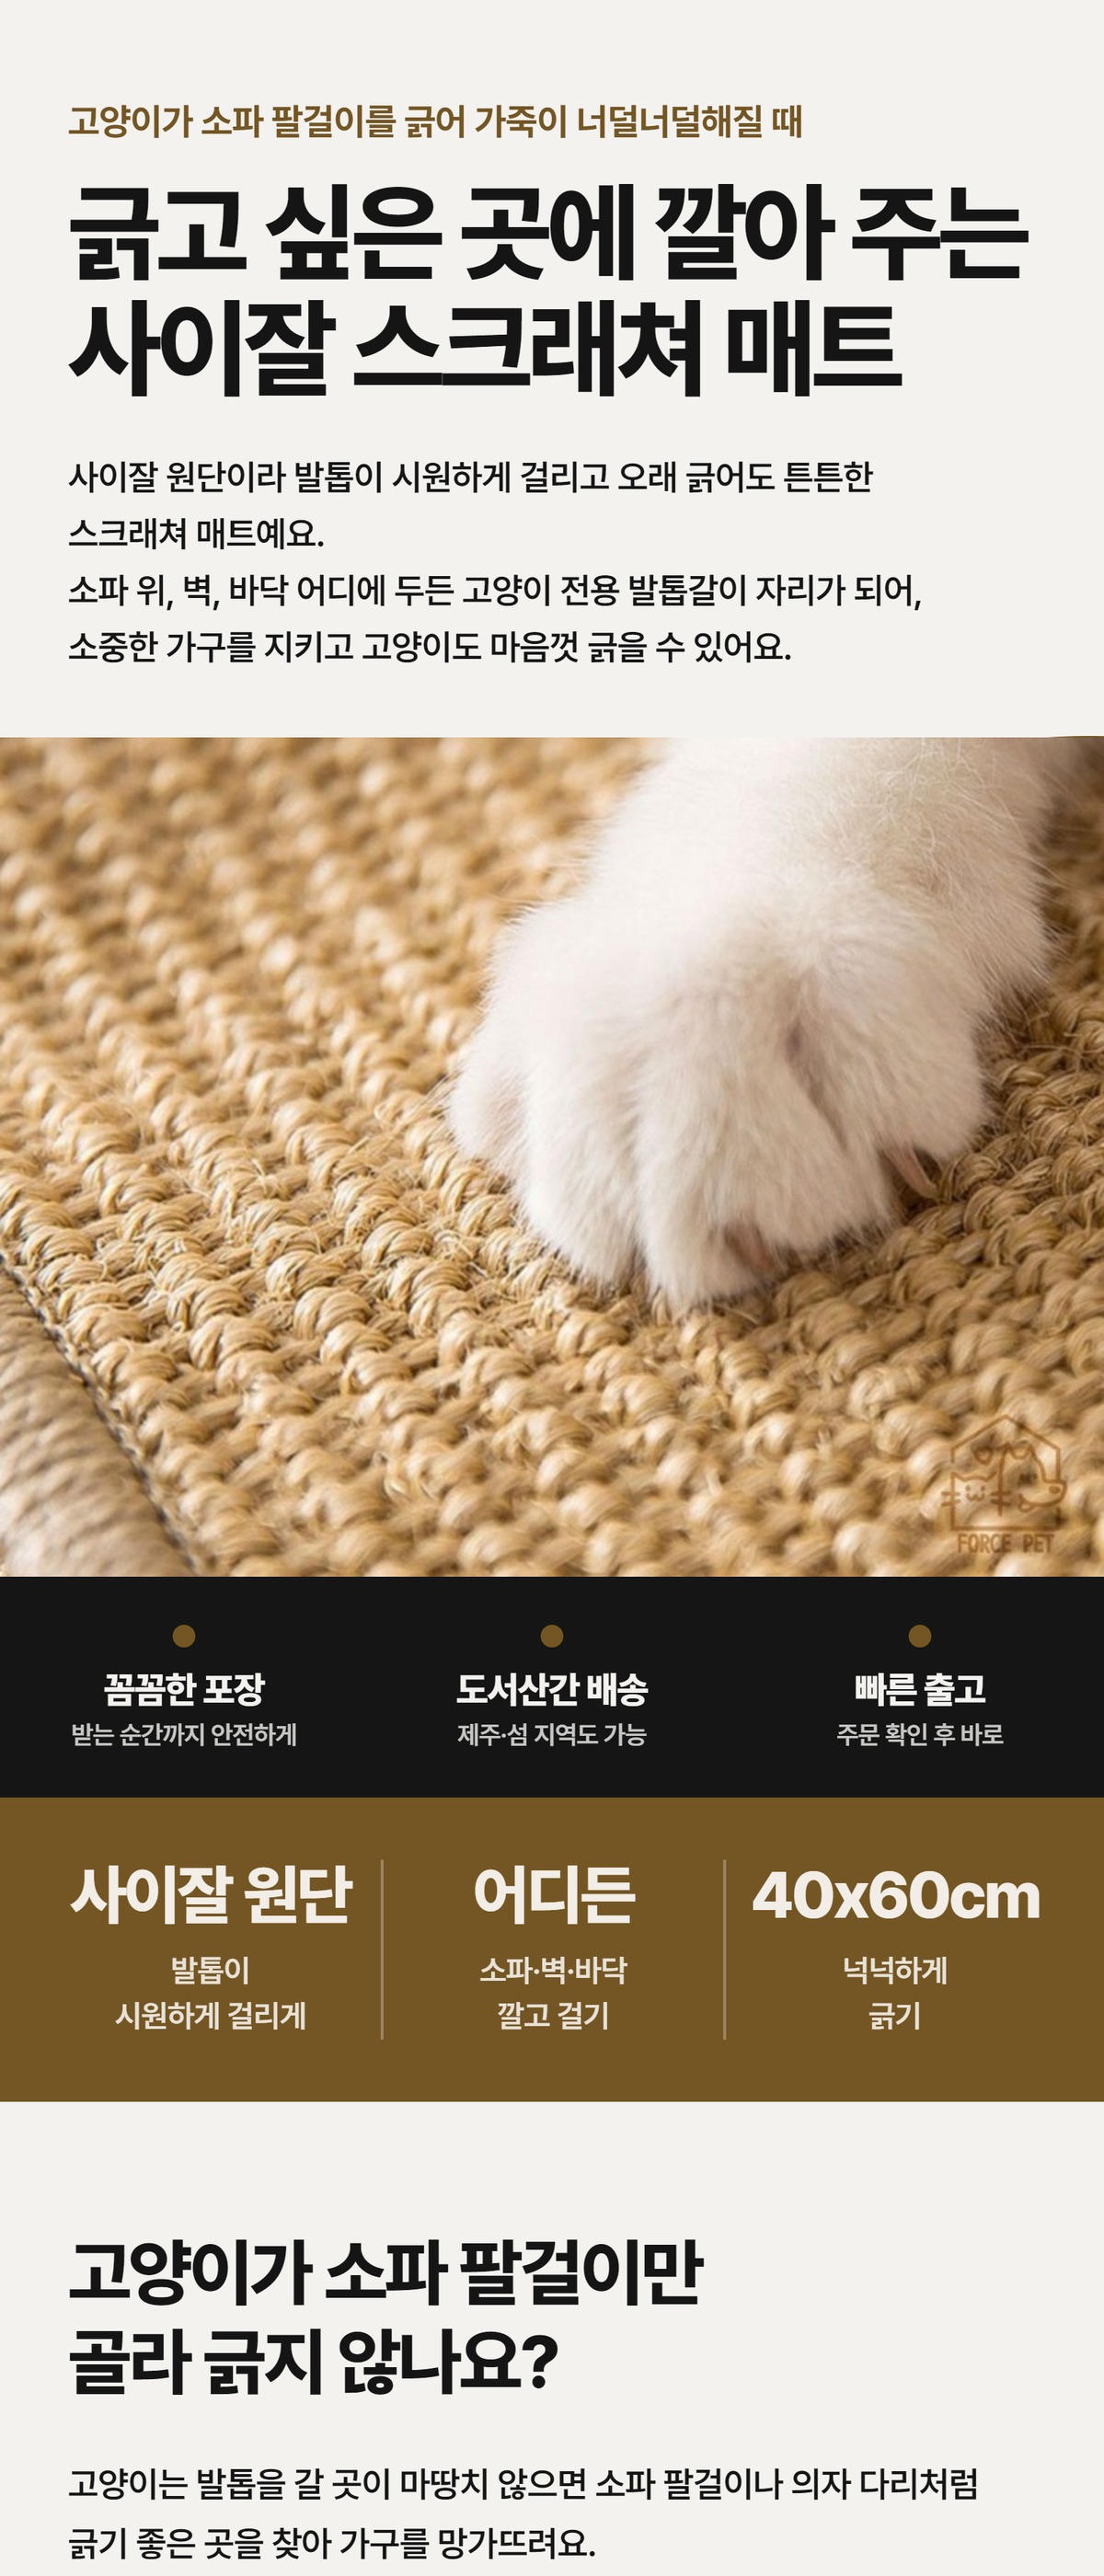 고양이가 소파 팔걸이를 긁어 가죽이 너덜너덜해질 때
긁고 싶은 곳에 깔아 주는
사이잘 스크래쳐 매트
사이잘 원단이라 발톱이 시원하게 걸리고 오래 긁어도 튼튼한
스크래쳐 매트예요.
소파 위, 벽, 바닥 어디에 두든 고양이 전용 발톱갈이 자리가 되어,
소중한 가구를 지키고 고양이도 마음껏 긁을 수 있어요.
FORCE PET
꼼꼼한 포장
받는 순간까지 안전하게
도서산간 배송
제주·섬 지역도 가능
빠른 출고
주문 확인 후 바로
사이잘 원단
발톱이
시원하게 걸리게
어디든
소파·벽·바닥
깔고 걸기
40x60cm
넉넉하게
긁기
고양이가 소파 팔걸이만
골라 긁지 않나요?
고양이는 발톱을 갈 곳이 마땅치 않으면 소파 팔걸이나 의자 다리처럼
긁기 좋은 곳을 찾아 가구를 망가뜨려요.